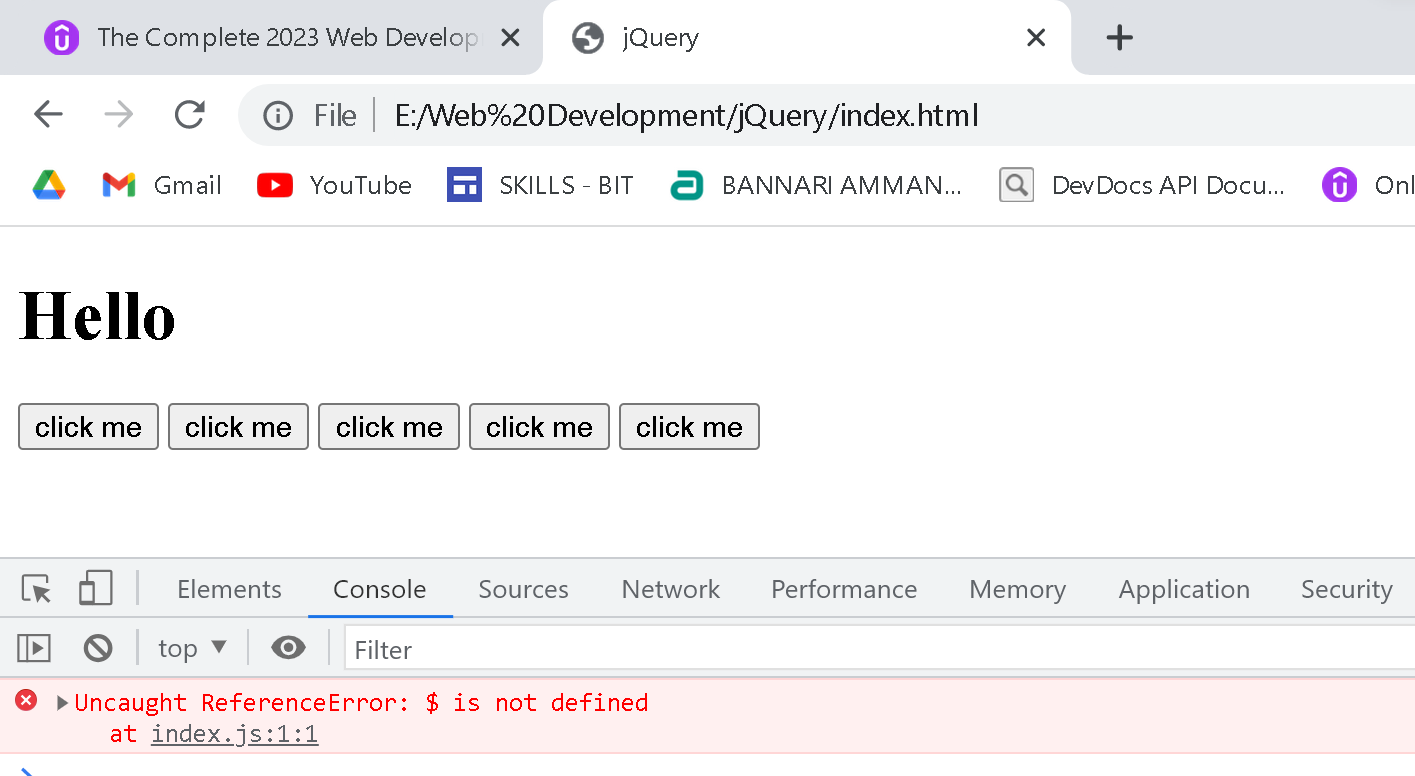 The Complete 2023 Web Develop
jQuery
File
E:/Web%20Development/jQuery/index.html
Gmail
YouTube
SKILLS - BIT
BANNARI AMMAN...
DevDocs API Docu...
Onl
Hello
click me click me click me click me click me
Elements Console Sources Network Performance Memory Application Security
top Filter
Uncaught ReferenceError: $ is not defined
at index.js:1:1